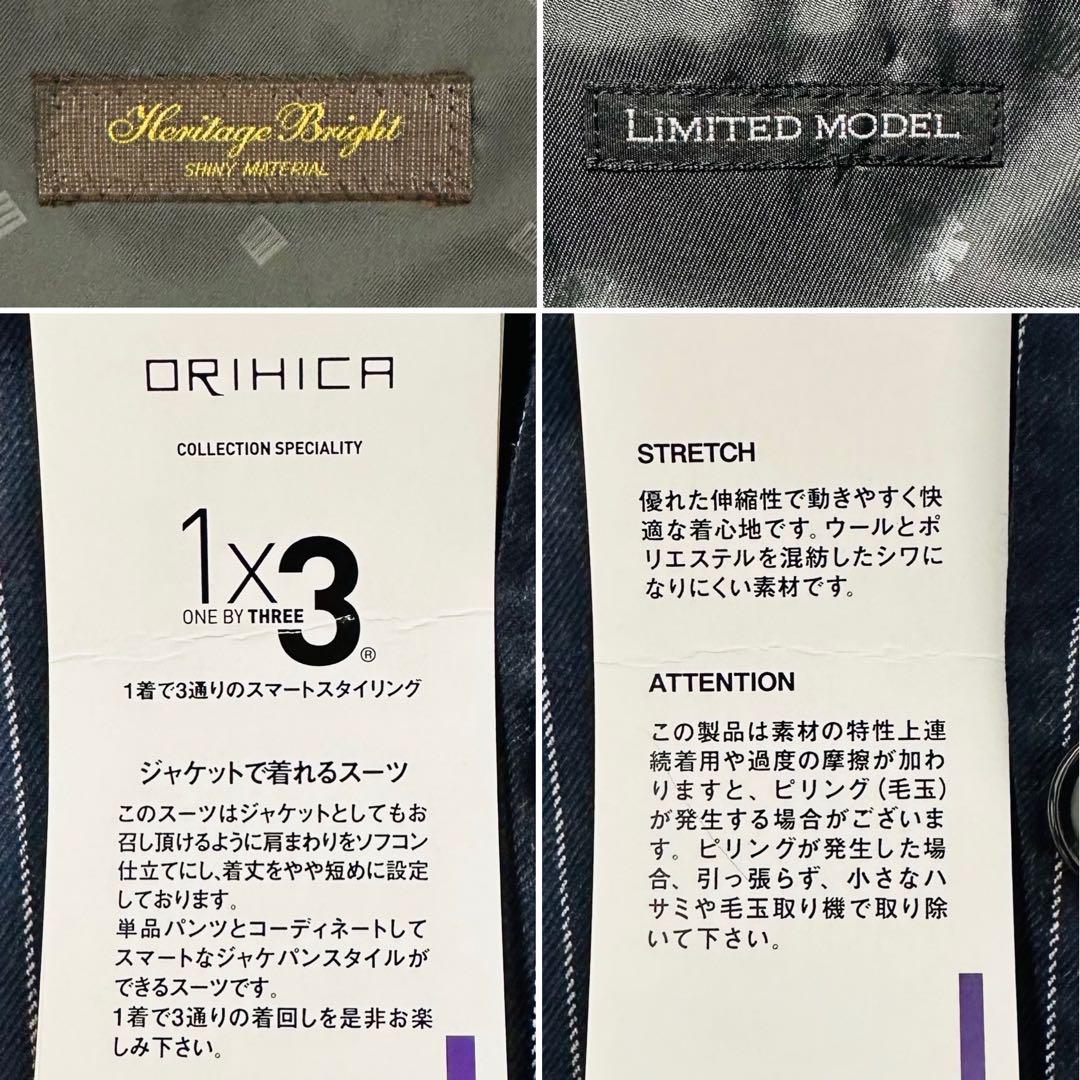 Heritage Bright
SHINY MATERIAL
LIMITED MODEL
ORIHICA
COLLECTION SPECIALITY
1x3
ONE BY THREE
®
1着で3通りのスマートスタイリング
ジャケットで着れるスーツ
このスーツはジャケットとしてもお
召し頂けるように肩まわりをソフコン
仕立てにし、着丈をやや短めに設定
しております。
単品パンツとコーディネートして
スマートなジャケパンスタイルが
できるスーツです。
1着で3通りの着回しを是非お楽
しみ下さい。
STRETCH
優れた伸縮性で動きやすく快
適な着心地です。ウールとポ
リエステルを混紡したシワに
なりにくい素材です。
ATTENTION
この製品は素材の特性上連
続着用や過度の摩擦が加わ
りますと、ピリング(毛玉)
が発生する場合がございま
す。ピリングが発生した場
合、引っ張らず、小さなハ
サミや毛玉取り機で取り除
いて下さい。